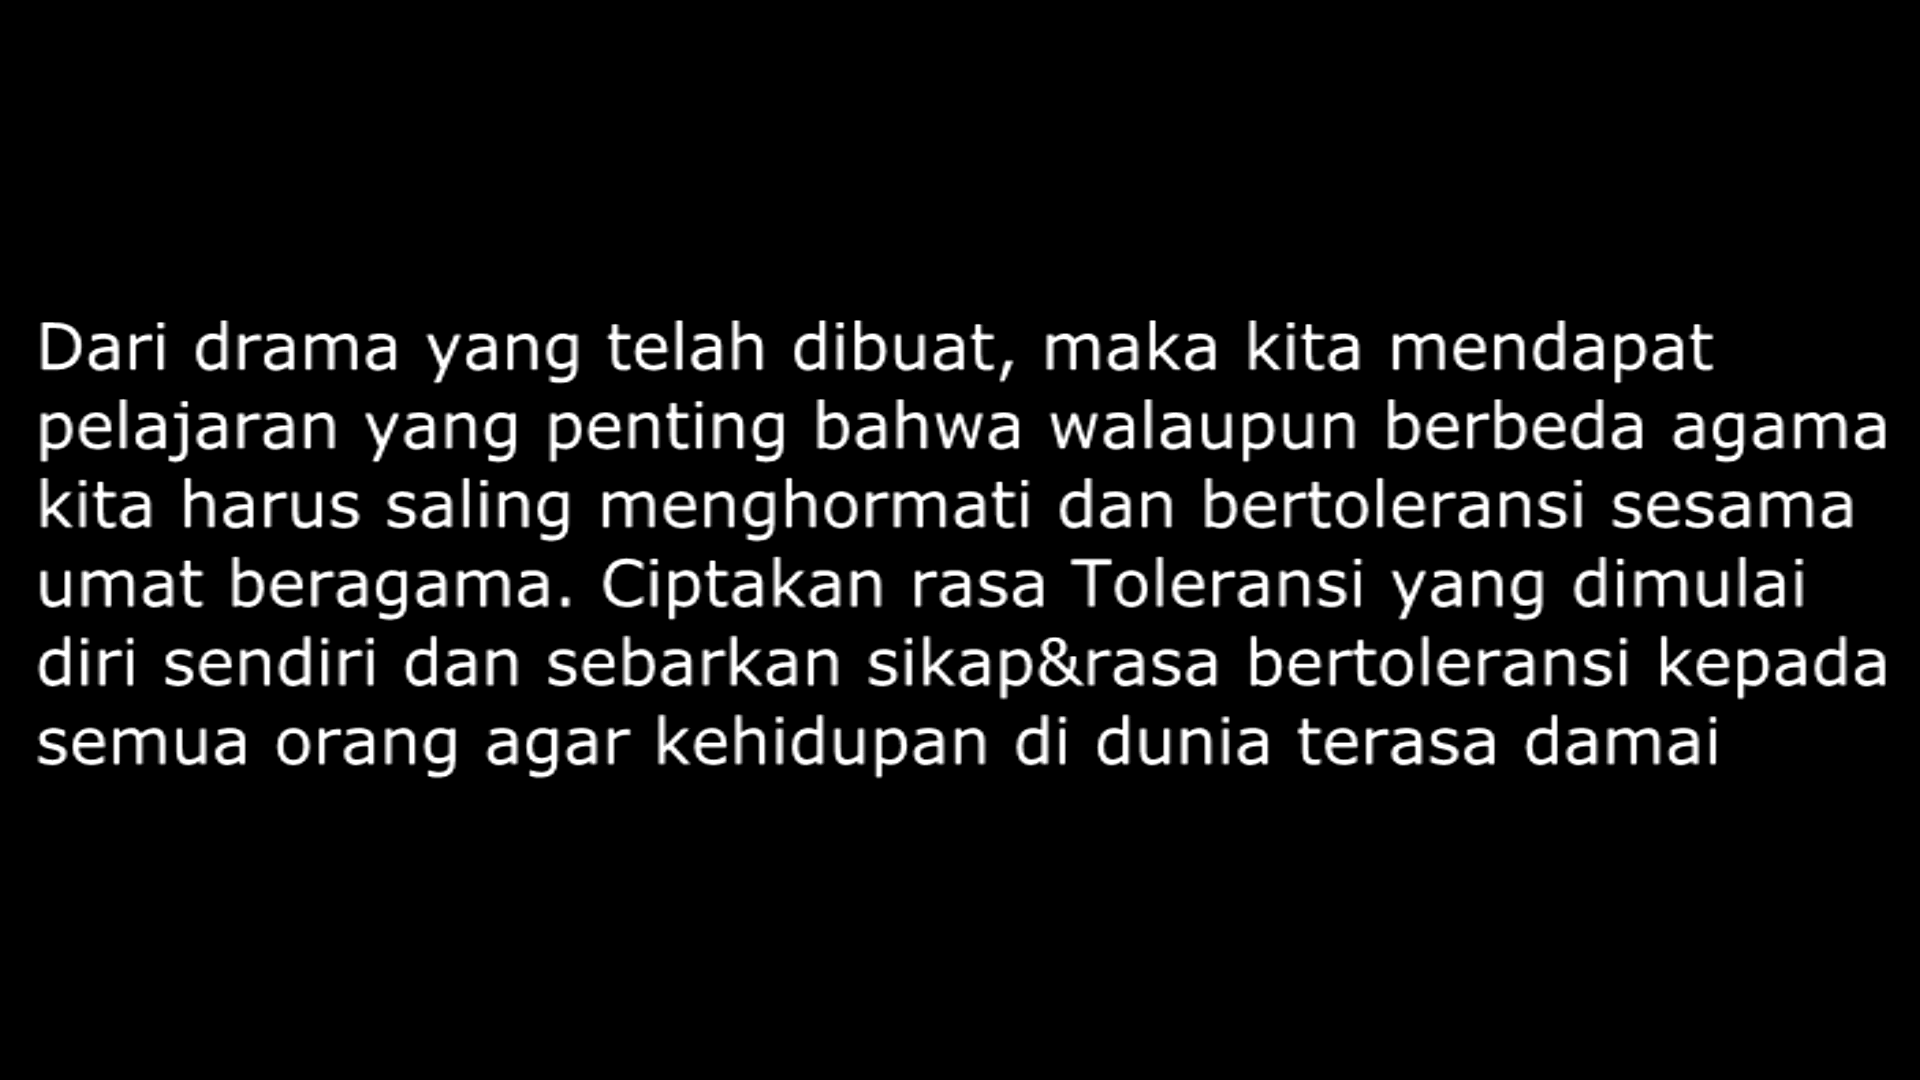 Dari drama yang telah dibuat, maka kita mendapat
pelajaran yang penting bahwa walaupun berbeda agama
kita harus saling menghormati dan bertoleransi sesama
umat beragama. Ciptakan rasa Toleransi yang dimulai
diri sendiri dan sebarkan sikap&rasa bertoleransi kepada
semua orang agar kehidupan di dunia terasa damai